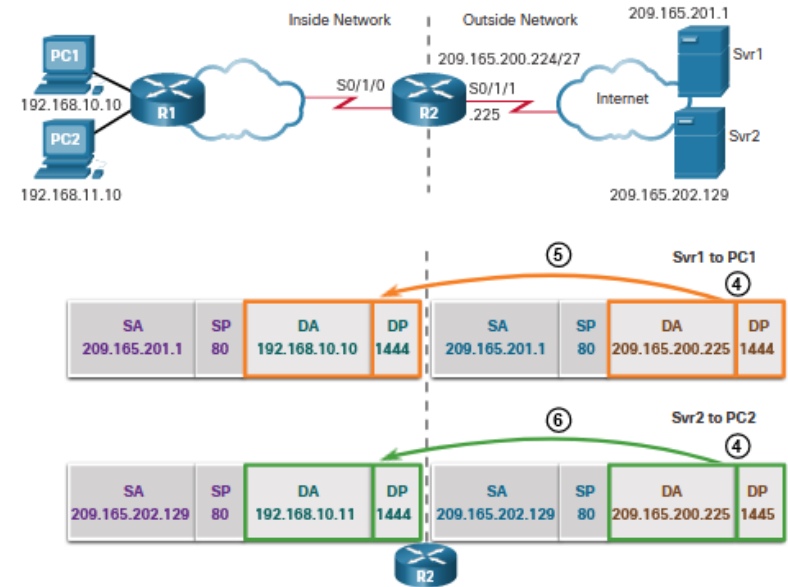 Inside Network
Outside Network
209.165.201.1
PC1
192.168.10.10
PC2
192.168.11.10
R1
S0/1/0
R2
209.165.200.224/27
S0/1/1
.225
Internet
Svr1
Svr2
209.165.202.129
5
Svr1 to PC1
4
SA SP DA DP SA SP DA DP
209.165.201.1 80 192.168.10.10 1444 209.165.201.1 80 209.165.200.225 1444
6
Svr2 to PC2
4
SA SP DA DP SA SP DA DP
209.165.202.129 80 192.168.10.11 1444 209.165.202.129 80 209.165.200.225 1445
R2